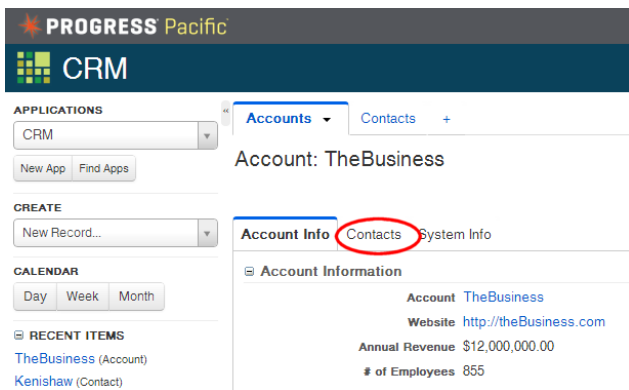 PROGRESS Pacific
CRM
APPLICATIONS
CRM
New App Find Apps
CREATE
New Record...
CALENDAR
Day Week Month
RECENT ITEMS
TheBusiness (Account)
Kenishaw (Contact)
«
Accounts Contacts +
Account: TheBusiness
Account Info Contacts System Info
Account Information
Account TheBusiness
Website http://theBusiness.com
Annual Revenue $12,000,000.00
# of Employees 855